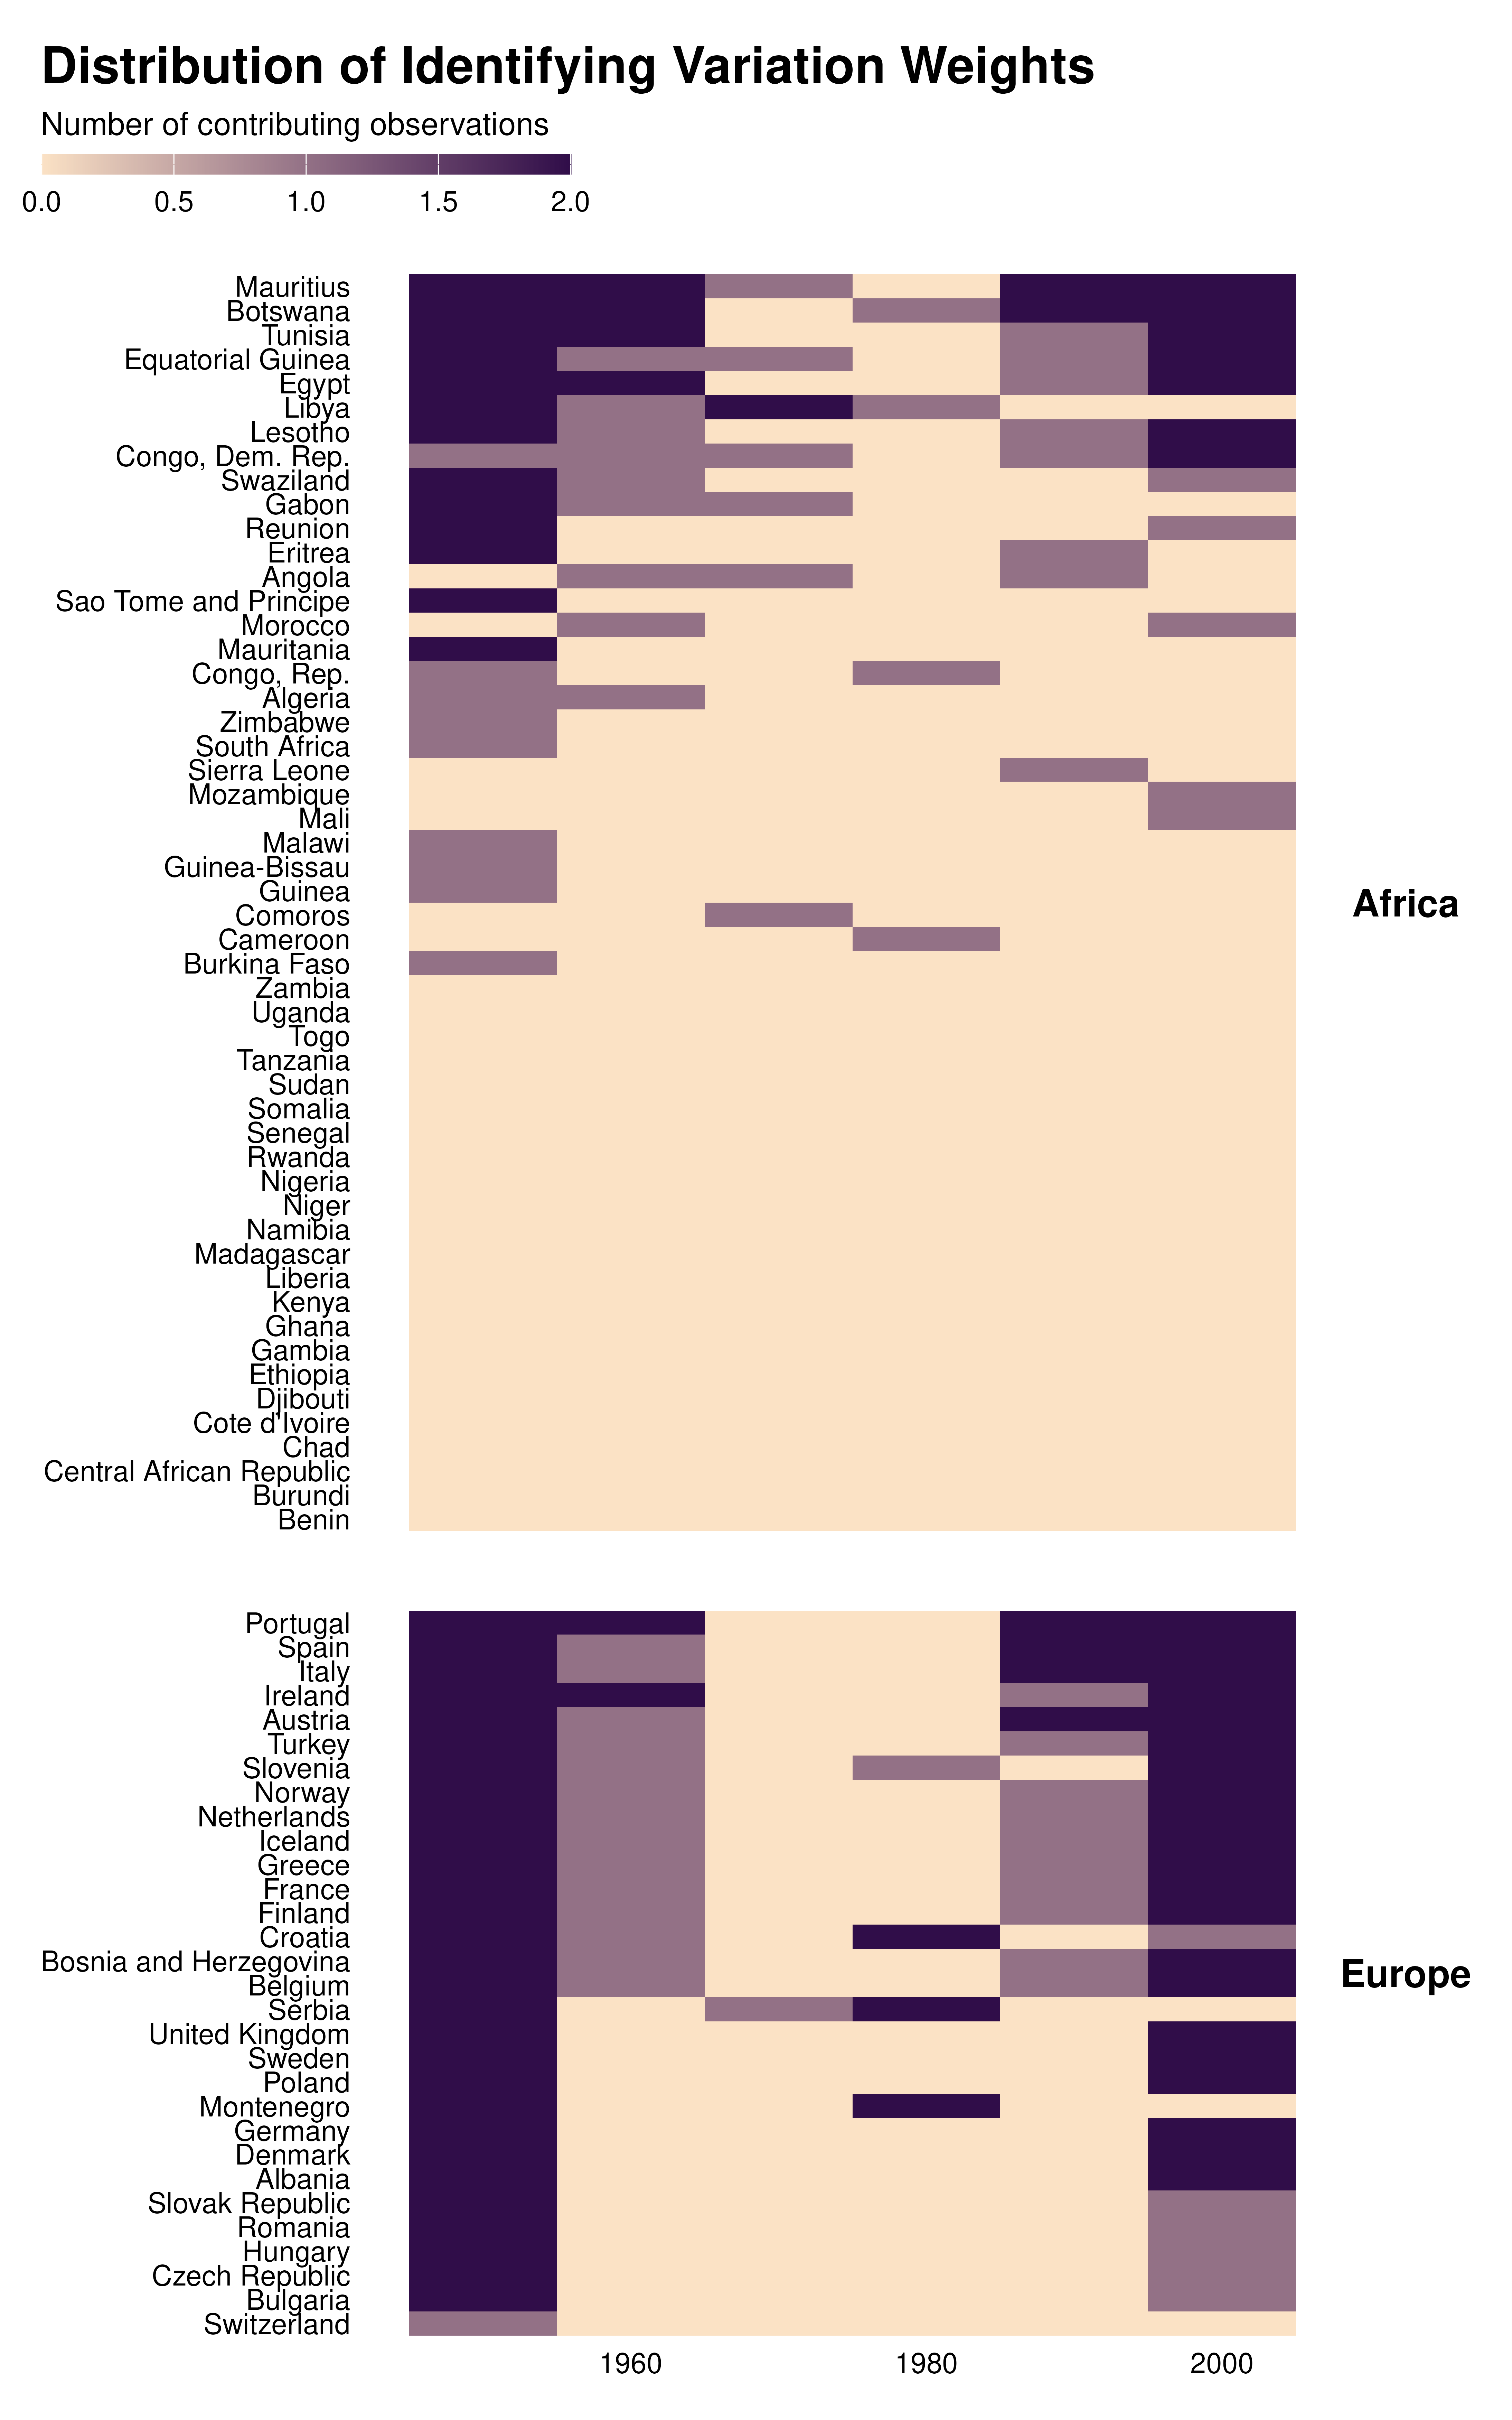 Distribution of Identifying Variation Weights
Number of contributing observations
0.0 0.5 1.0 1.5 2.0
Mauritius
Botswana
Tunisia
Equatorial Guinea
Egypt
Libya
Lesotho
Congo, Dem. Rep.
Swaziland
Gabon
Reunion
Eritrea
Angola
Sao Tome and Principe
Morocco
Mauritania
Congo, Rep.
Algeria
Zimbabwe
South Africa
Sierra Leone
Mozambique
Mali
Malawi
Guinea-Bissau
Guinea
Comoros
Cameroon
Burkina Faso
Zambia
Uganda
Togo
Tanzania
Sudan
Somalia
Senegal
Rwanda
Nigeria
Niger
Namibia
Madagascar
Liberia
Kenya
Ghana
Gambia
Ethiopia
Djibouti
Cote d'Ivoire
Chad
Central African Republic
Burundi
Benin
Africa
Portugal
Spain
Italy
Ireland
Austria
Turkey
Slovenia
Norway
Netherlands
Iceland
Greece
France
Finland
Croatia
Bosnia and Herzegovina
Belgium
Serbia
United Kingdom
Sweden
Poland
Montenegro
Germany
Denmark
Albania
Slovak Republic
Romania
Hungary
Czech Republic
Bulgaria
Switzerland
Europe
1960 1980 2000